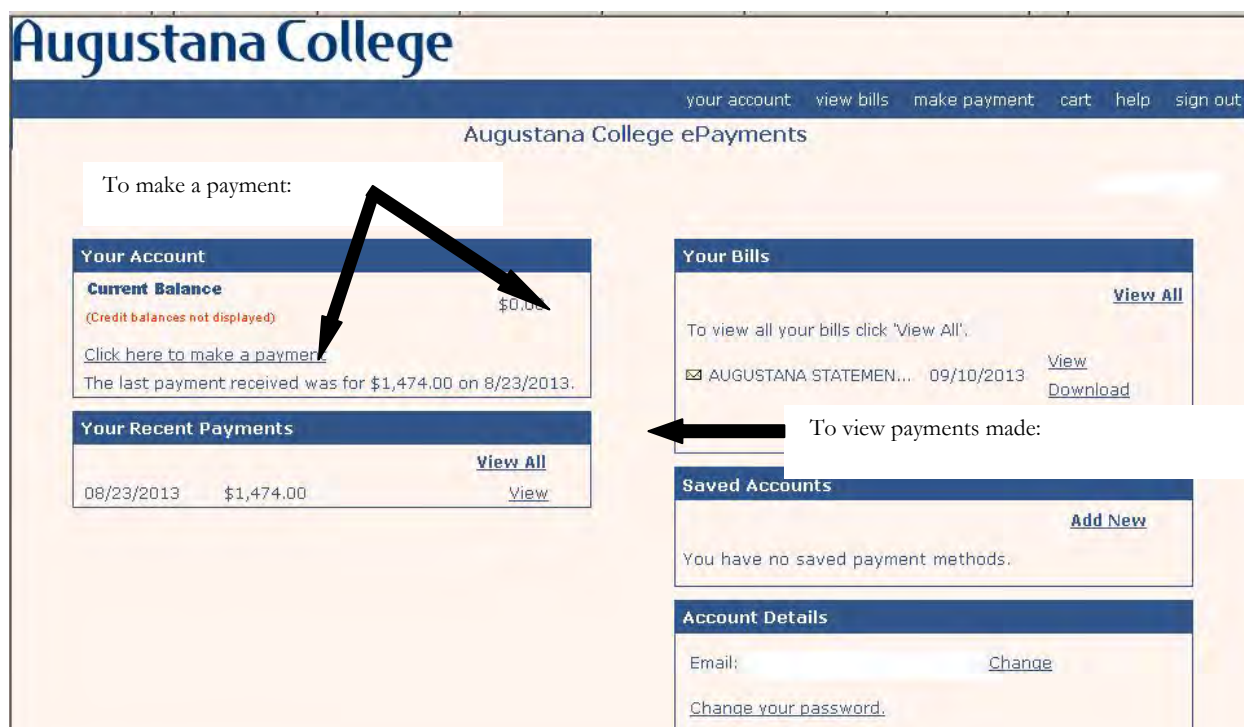 Augustana College
your account view bills make payment cart help sign out
Augustana College ePayments
To make a payment:
Your Account
Current Balance
(Credit balances not displayed)
$0.00
Click here to make a payment
The last payment received was for $1,474.00 on 8/23/2013.
Your Recent Payments
View All
08/23/2013 $1,474.00 View
Your Bills
View All
To view all your bills click 'View All'.
AUGUSTANA STATEMEN... 09/10/2013 View
Download
To view payments made:
Saved Accounts
Add New
You have no saved payment methods.
Account Details
Email: Change
Change your password.